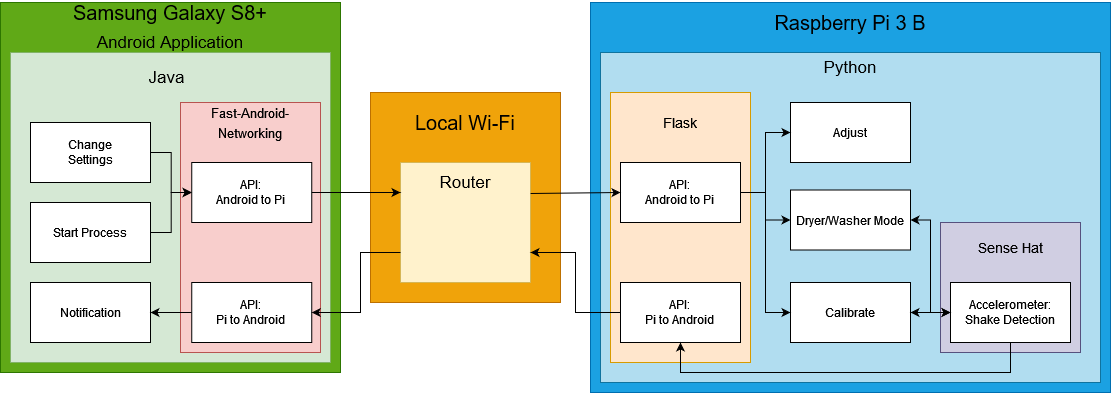 Samsung Galaxy S8+
Android Application
Java
Fast-Android-
Networking
Change
Settings
API:
Android to Pi
Start Process
Notification
API:
Pi to Android
Local Wi-Fi
Router
Raspberry Pi 3 B
Python
Flask
API:
Android to Pi
API:
Pi to Android
Adjust
Dryer/Washer Mode
Calibrate
Sense Hat
Accelerometer:
Shake Detection